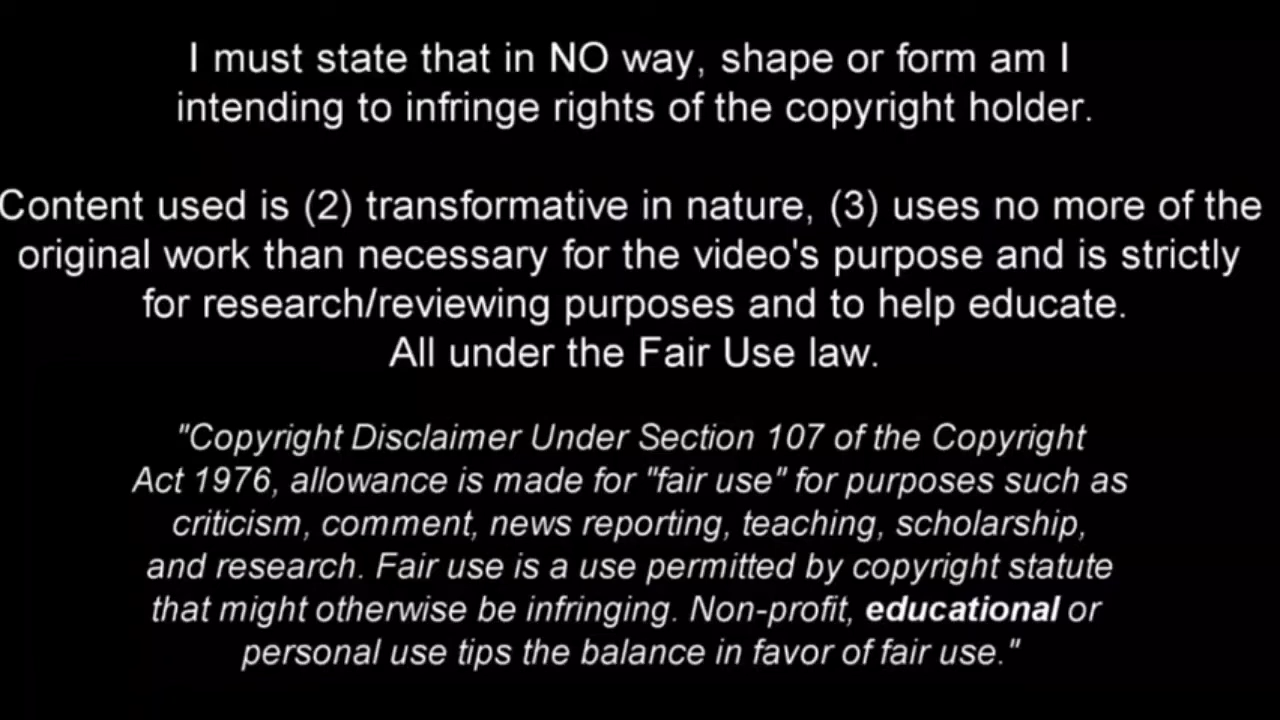 I must state that in NO way, shape or form am I
intending to infringe rights of the copyright holder.
Content used is (2) transformative in nature, (3) uses no more of the
original work than necessary for the video's purpose and is strictly
for research/reviewing purposes and to help educate.
All under the Fair Use law.
"Copyright Disclaimer Under Section 107 of the Copyright
Act 1976, allowance is made for "fair use" for purposes such as
criticism, comment, news reporting, teaching, scholarship,
and research. Fair use is a use permitted by copyright statute
that might otherwise be infringing. Non-profit, educational or
personal use tips the balance in favor of fair use."